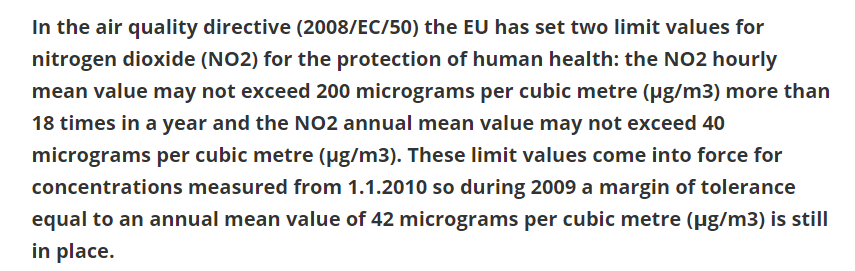 In the air quality directive (2008/EC/50) the EU has set two limit values for
nitrogen dioxide (NO2) for the protection of human health: the NO2 hourly
mean value may not exceed 200 micrograms per cubic metre (µg/m3) more than
18 times in a year and the NO2 annual mean value may not exceed 40
micrograms per cubic metre (µg/m3). These limit values come into force for
concentrations measured from 1.1.2010 so during 2009 a margin of tolerance
equal to an annual mean value of 42 micrograms per cubic metre (µg/m3) is still
in place.